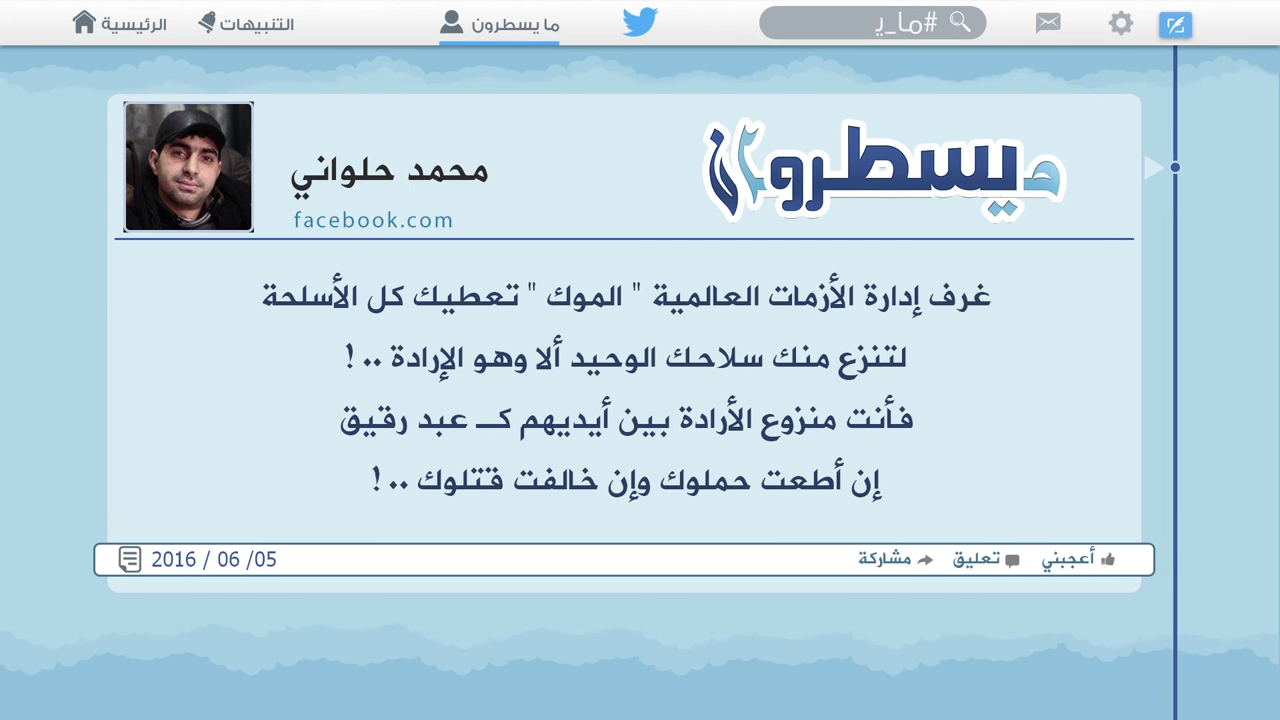 الرئيسية
التنبيهات
ما يسطرون
#ما_ي
ما يسطرون
محمد حلواني
facebook.com
غرف إدارة الأزمات العالمية " الموك " تعطيك كل الأسلحة
لتنزع منك سلاحك الوحيد ألا وهو الإرادة .. !
فأنت منزوع الأرادة بين أيديهم كـ عبد رقيق
إن أطعت حملوك وإن خالفت قتلوك .. !
أعجبني تعليق مشاركة
2016 / 06 /05